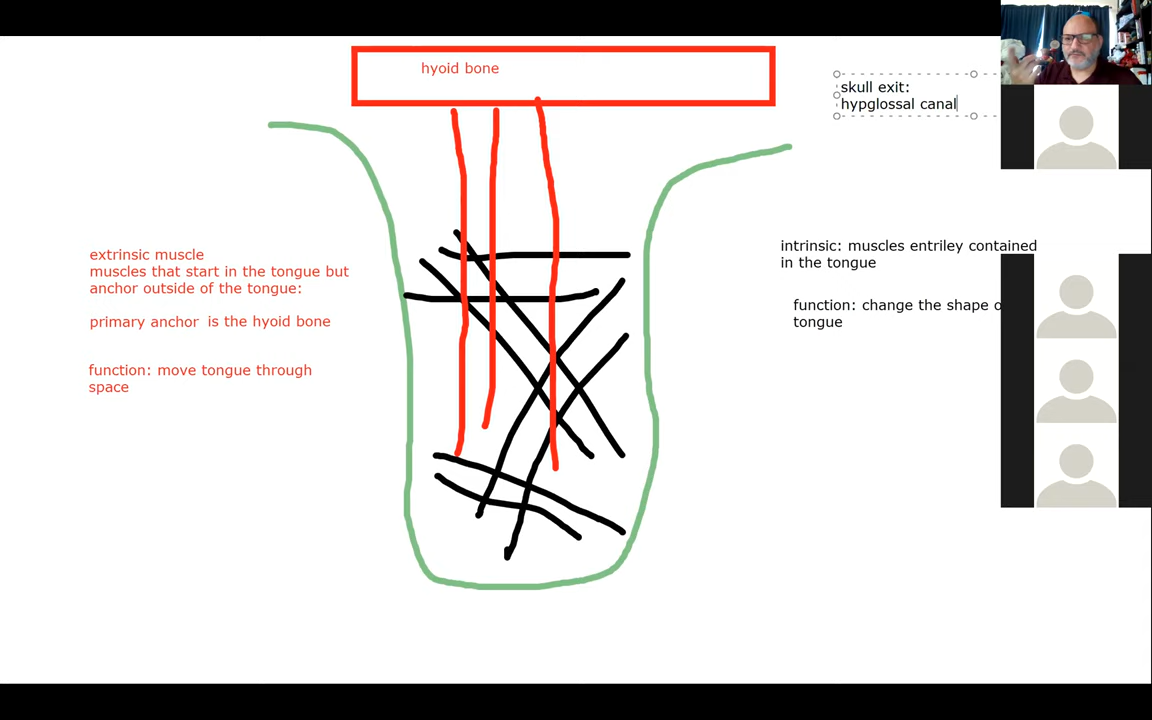 hyoid bone
skull exit:
hypglossal canal
extrinsic muscle
muscles that start in the tongue but
anchor outside of the tongue:
primary anchor is the hyoid bone
function: move tongue through
space
intrinsic: muscles entriley contained
in the tongue
function: change the shape o
tongue